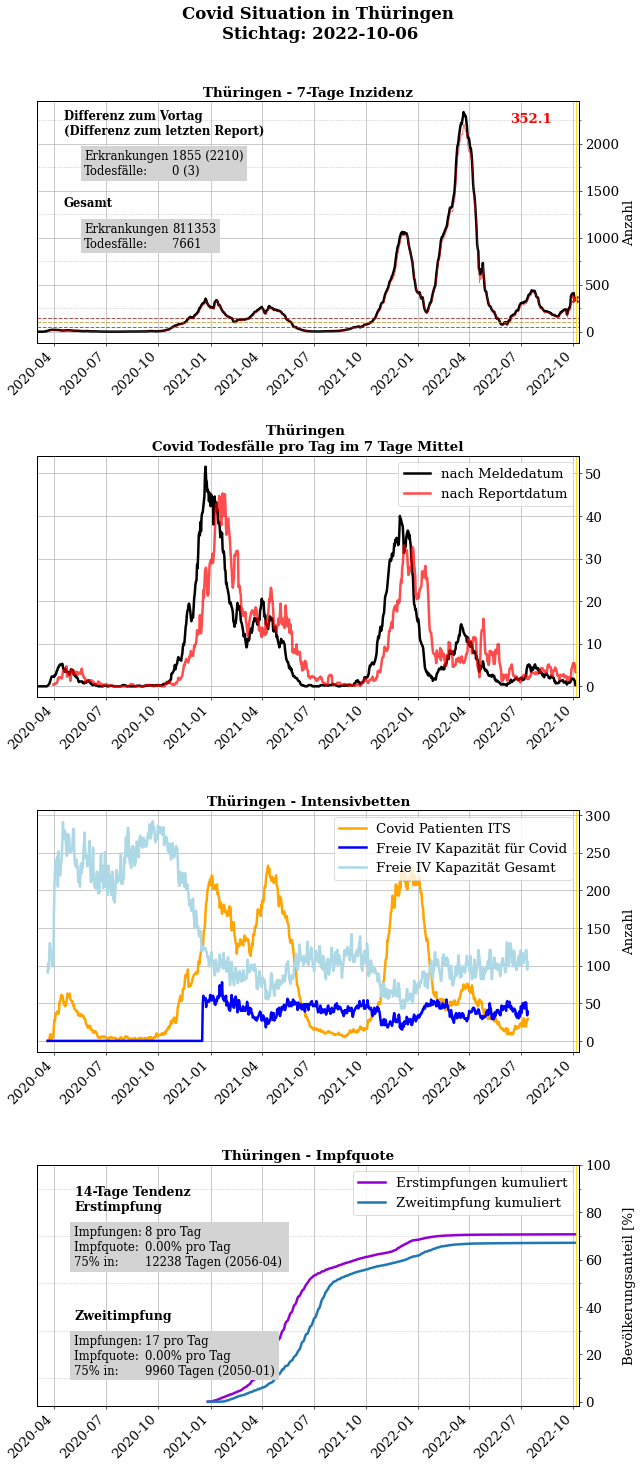 Covid Situation in Thüringen
Stichtag: 2022-10-06
Thüringen - 7-Tage Inzidenz
Differenz zum Vortag
(Differenz zum letzten Report)
Erkrankungen 1855 (2210)
Todesfälle: 0 (3)
Gesamt
Erkrankungen 811353
Todesfälle: 7661
352.1
2000
1500
1000
500
0
Anzahl
2020-04
2020-07
2020-10
2021-01
2021-04
2021-07
2021-10
2022-01
2022-04
2022-07
2022-10
Thüringen
Covid Todesfälle pro Tag im 7 Tage Mittel
nach Meldedatum
nach Reportdatum
50
40
30
20
10
0
2020-04
2020-07
2020-10
2021-01
2021-04
2021-07
2021-10
2022-01
2022-04
2022-07
2022-10
Thüringen - Intensivbetten
Covid Patienten ITS
Freie IV Kapazität für Covid
Freie IV Kapazität Gesamt
300
250
200
150
100
50
0
Anzahl
2020-04
2020-07
2020-10
2021-01
2021-04
2021-07
2021-10
2022-01
2022-04
2022-07
2022-10
Thüringen - Impfquote
14-Tage Tendenz
Erstimpfung
Impfungen: 8 pro Tag
Impfquote: 0.00% pro Tag
75% in: 12238 Tagen (2056-04)
Zweitimpfung
Impfungen: 17 pro Tag
Impfquote: 0.00% pro Tag
75% in: 9960 Tagen (2050-01)
Erstimpfungen kumuliert
Zweitimpfung kumuliert
100
80
60
40
20
0
Bevölkerungsanteil [%]
2020-04
2020-07
2020-10
2021-01
2021-04
2021-07
2021-10
2022-01
2022-04
2022-07
2022-10